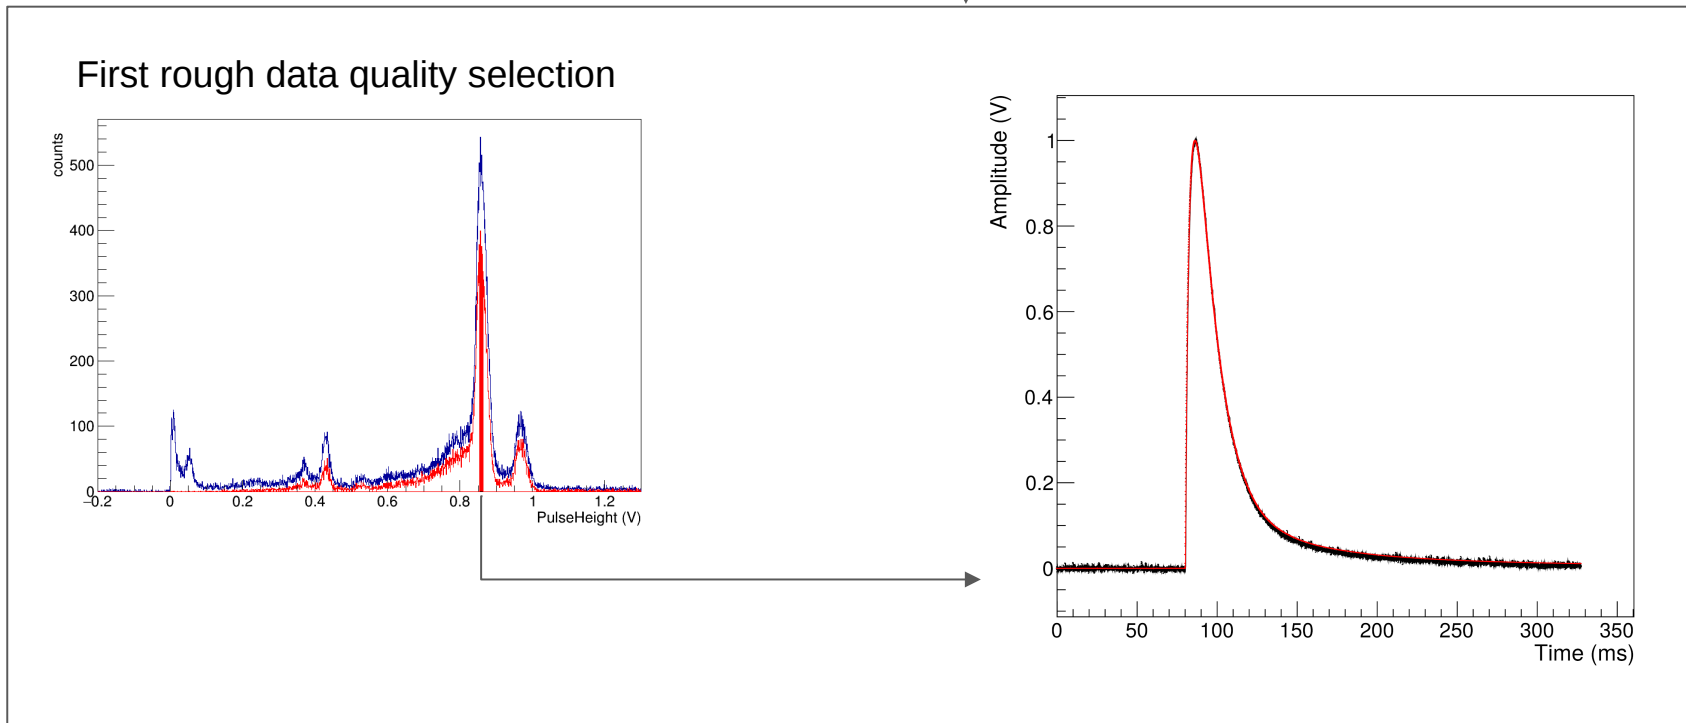 First rough data quality selection
counts
500
400
300
200
100
0
−0.2 0 0.2 0.4 0.6 0.8 1 1.2
PulseHeight (V)
Amplitude (V)
1
0.8
0.6
0.4
0.2
0
0 50 100 150 200 250 300 350
Time (ms)